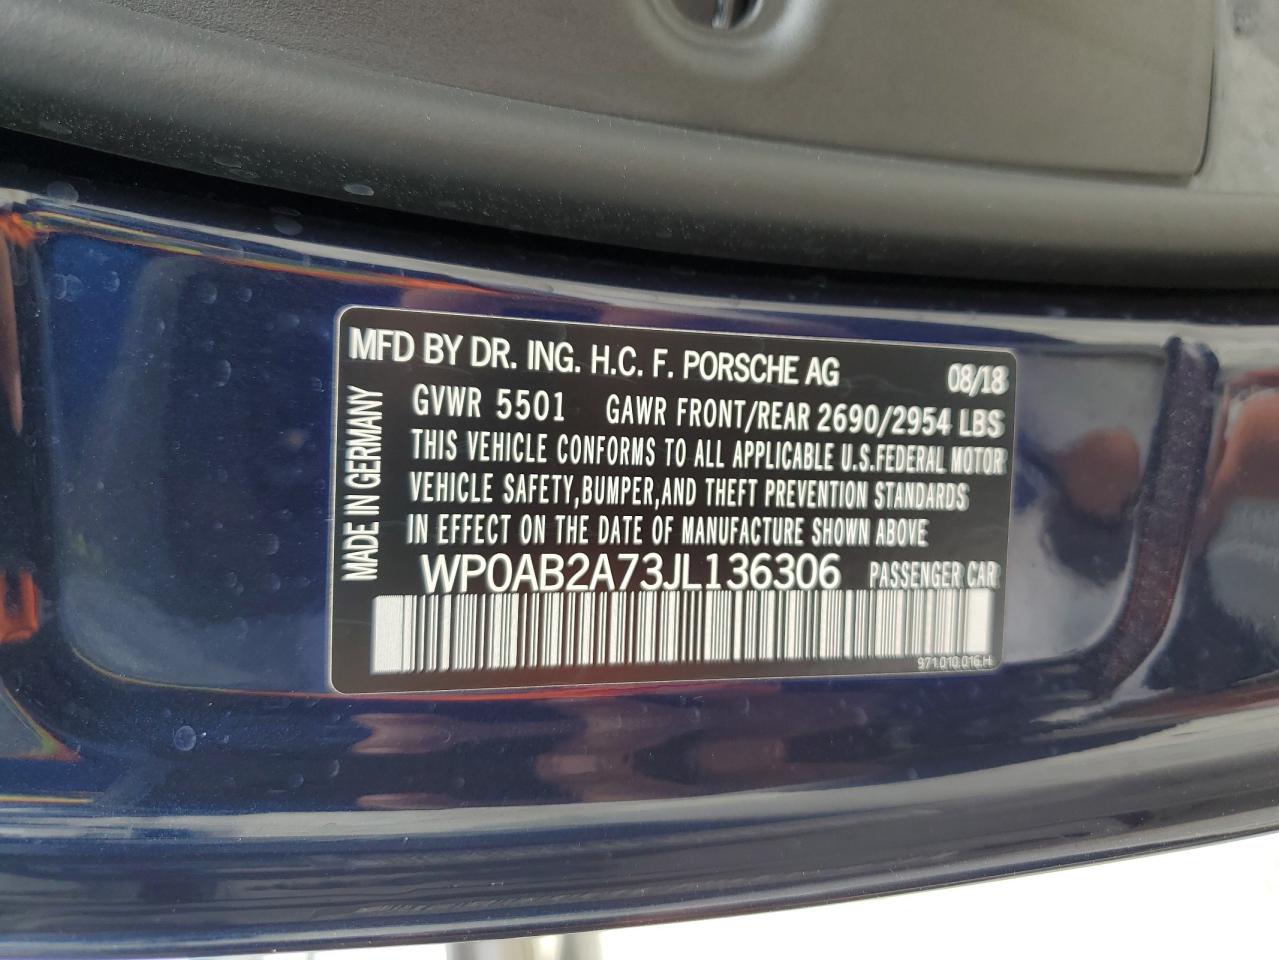 MFD BY DR. ING. H.C. F. PORSCHE AG 08/18
MADE IN GERMANY
GVWR 5501 GAWR FRONT/REAR 2690/2954 LBS
THIS VEHICLE CONFORMS TO ALL APPLICABLE U.S.FEDERAL MOTOR
VEHICLE SAFETY,BUMPER,AND THEFT PREVENTION STANDARDS
IN EFFECT ON THE DATE OF MANUFACTURE SHOWN ABOVE
WP0AB2A73JL136306 PASSENGER CAR
971.010.016.H